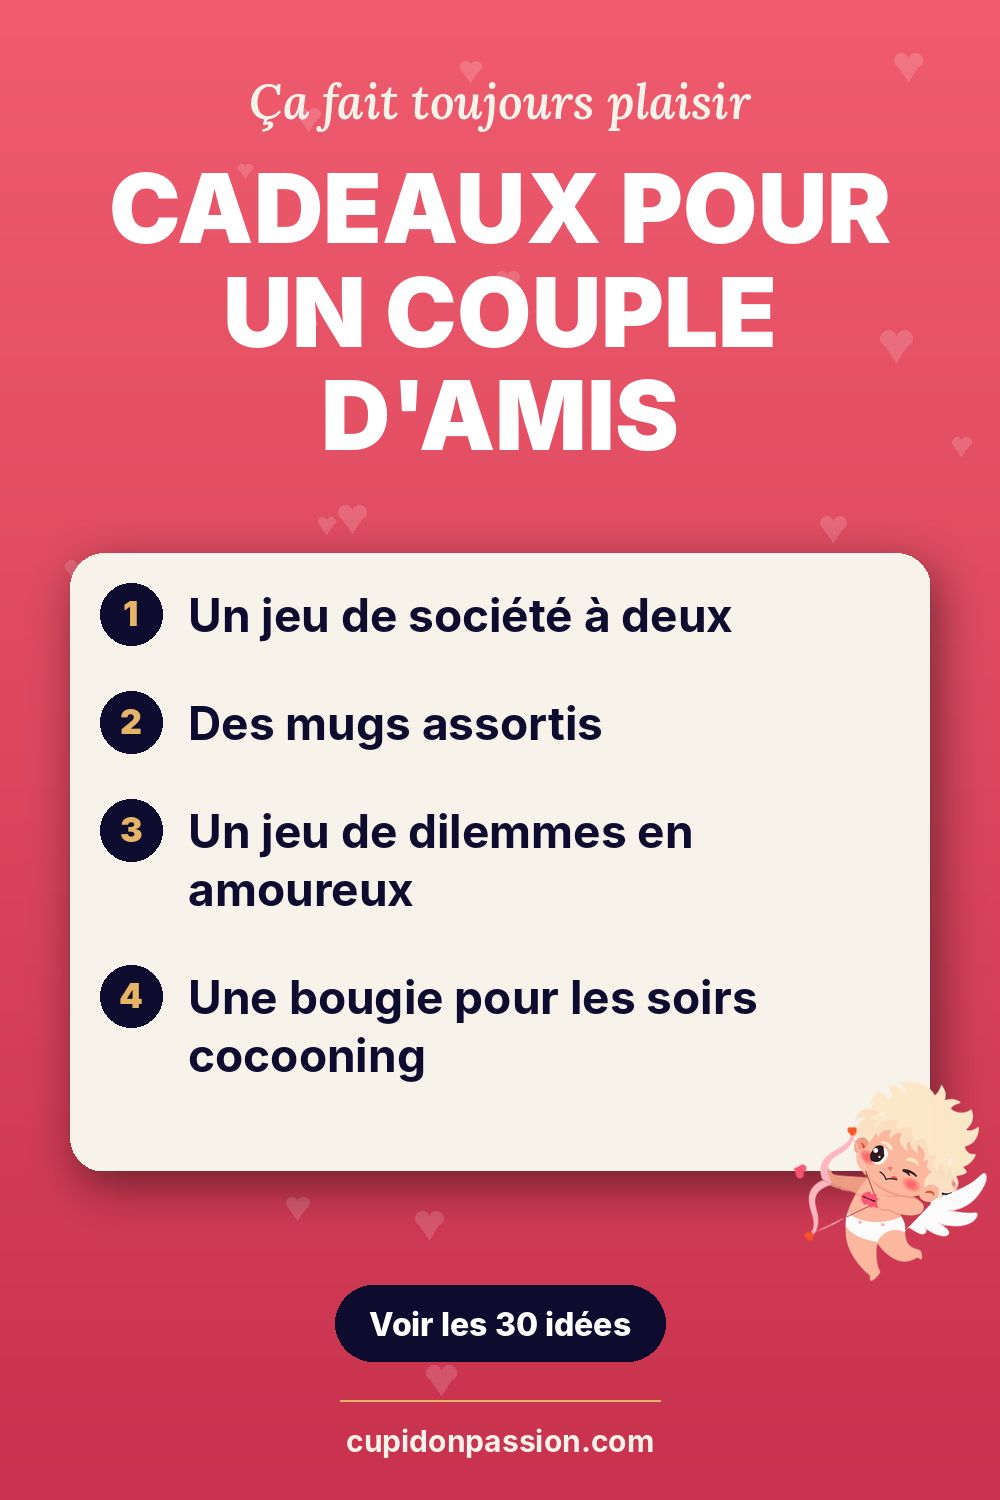 Ça fait toujours plaisir
CADEAUX POUR
UN COUPLE
D'AMIS
1 Un jeu de société à deux
2 Des mugs assortis
3 Un jeu de dilemmes en
amoureux
4 Une bougie pour les soirs
cocooning
Voir les 30 idées
cupidonpassion.com